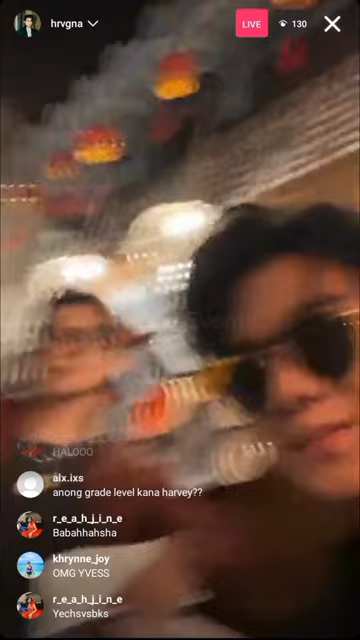 hrvgna
LIVE
130
HALOOO
alx.ixs
anong grade level kana harvey??
r_e_a_h_j_i_n_e
Babahhahsha
khrynne_joy
OMG YVESS
r_e_a_h_j_i_n_e
Yechsvsbks